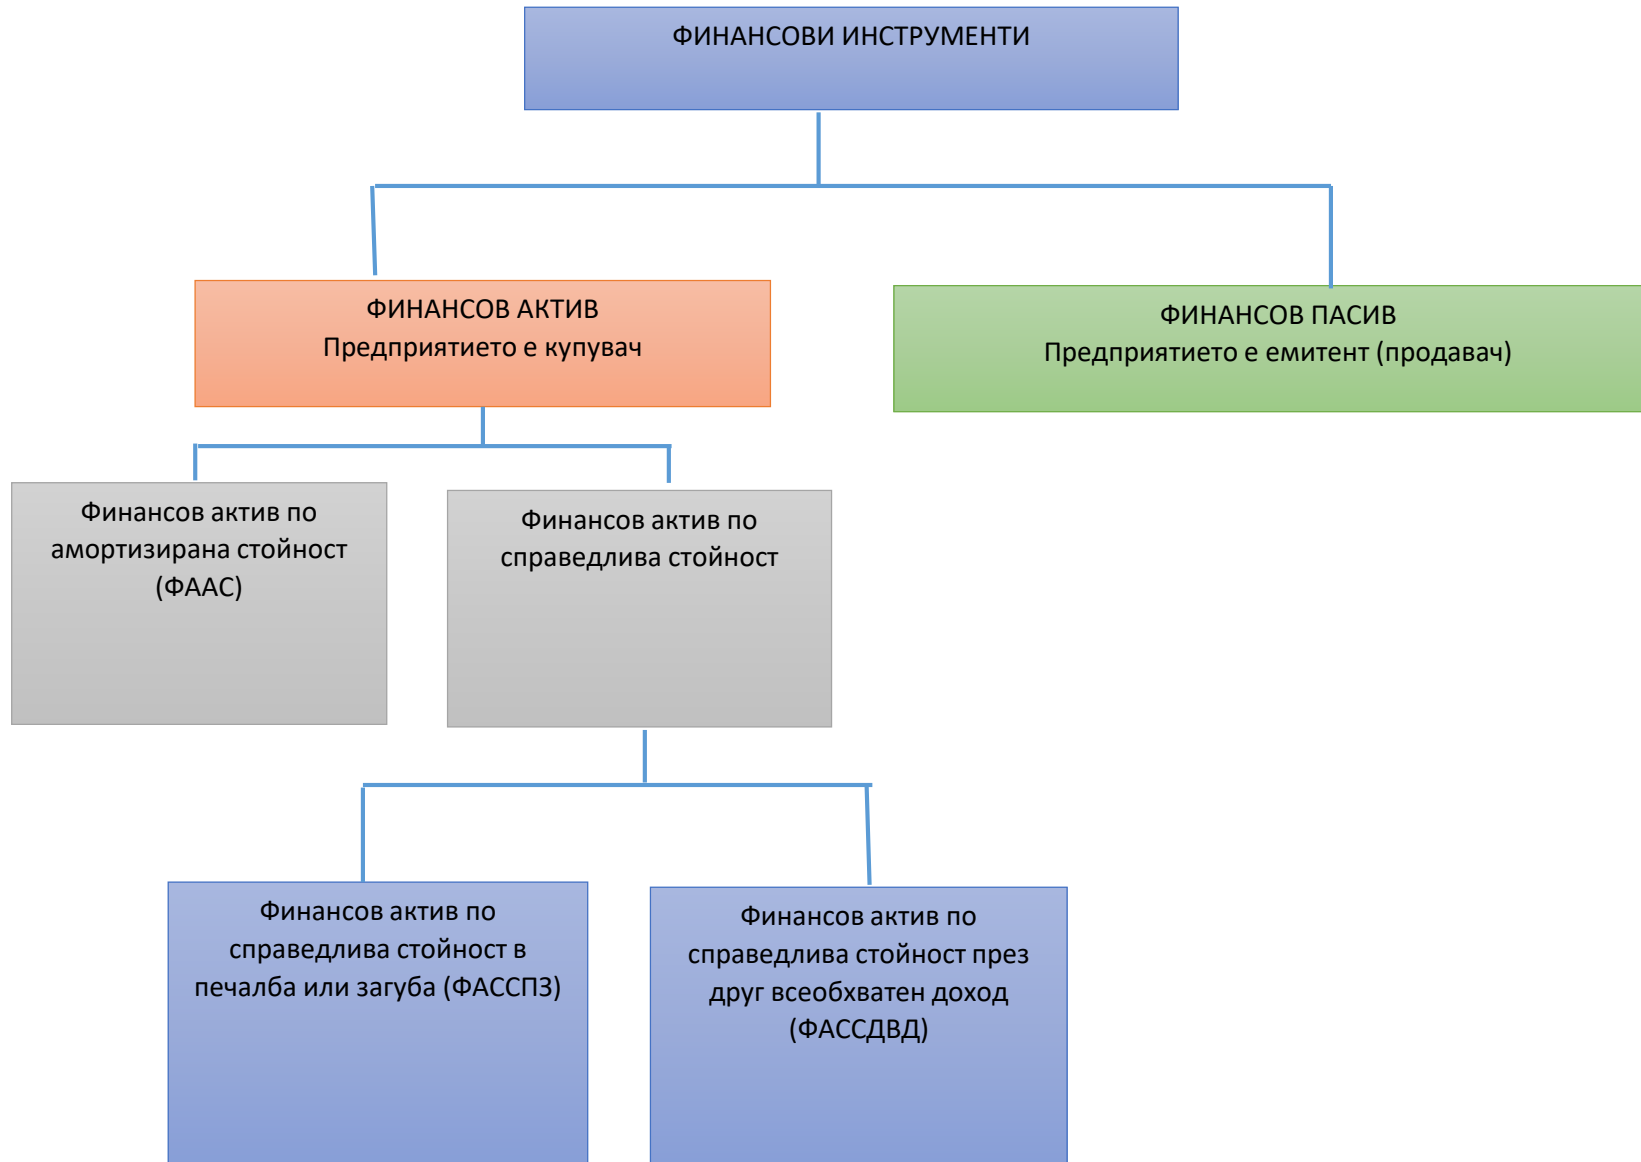 ФИНАНСОВИ ИНСТРУМЕНТИ
ФИНАНСОВ АКТИВ
Предприятието е купувач
ФИНАНСОВ ПАСИВ
Предприятието е емитент (продавач)
Финансов актив по
амортизирана стойност
(ФААС)
Финансов актив по
справедлива стойност
Финансов актив по
справедлива стойност в
печалба или загуба (ФАССПЗ)
Финансов актив по
справедлива стойност през
друг всеобхватен доход
(ФАССДВД)